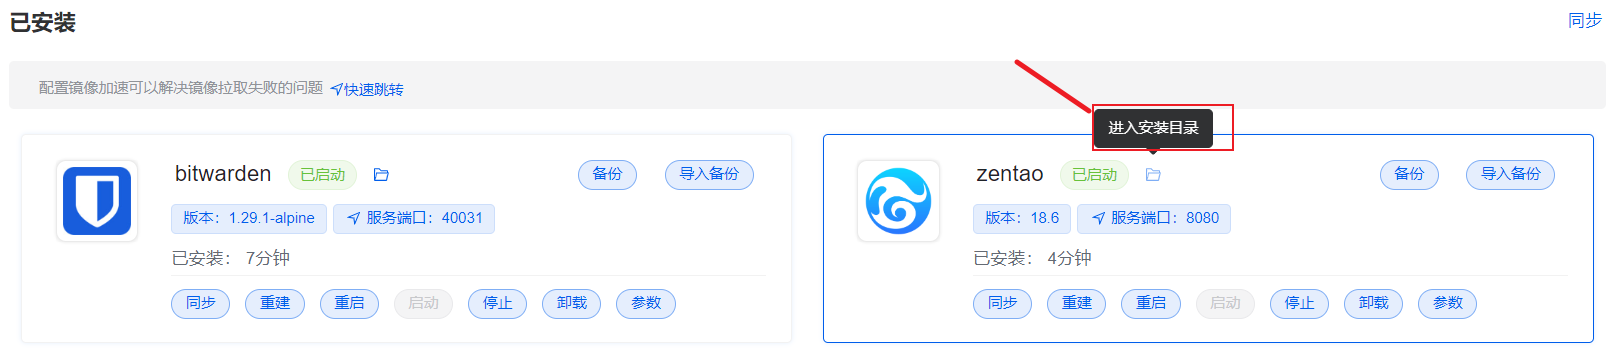 已安装
同步
配置镜像加速可以解决镜像拉取失败的问题 快速跳转
进入安装目录
bitwarden 已启动 备份 导入备份
版本：1.29.1-alpine 服务端口：40031
已安装： 7分钟
同步 重建 重启 启动 停止 卸载 参数
zentao 已启动 备份 导入备份
版本：18.6 服务端口：8080
已安装： 4分钟
同步 重建 重启 启动 停止 卸载 参数